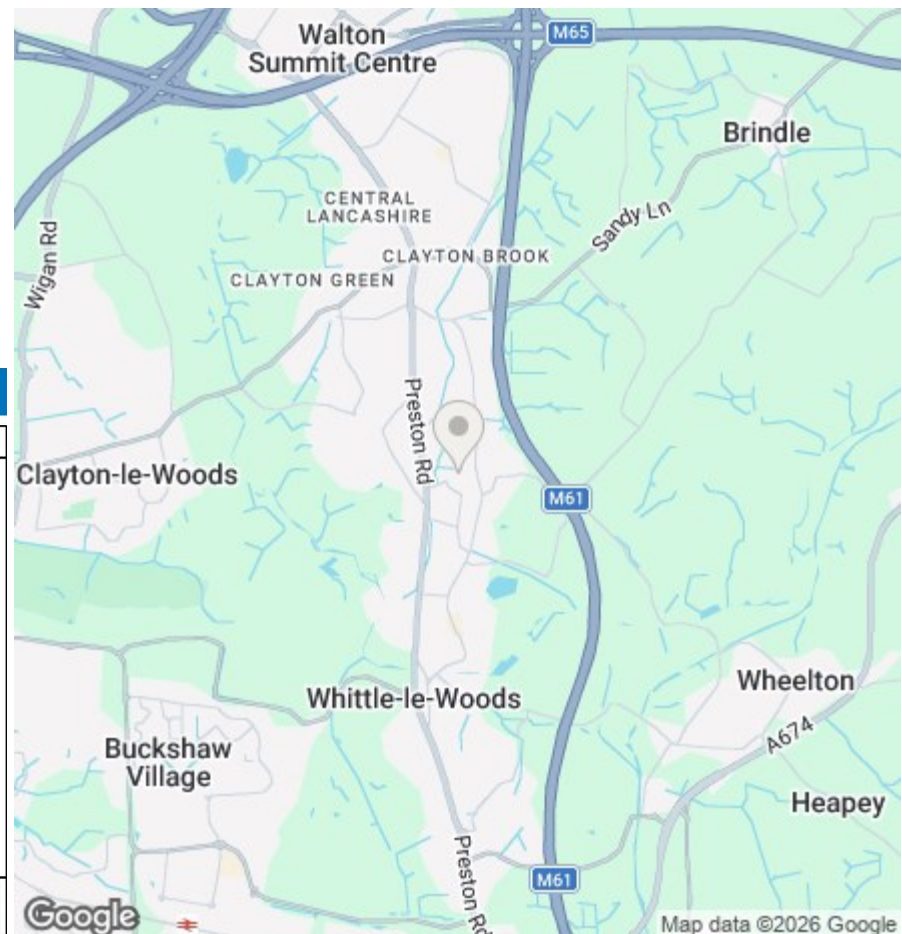 Walton
Summit Centre
M65
Brindle
CENTRAL
LANCASHIRE
Sandy Ln
Wigan Rd
CLAYTON BROOK
CLAYTON GREEN
Preston Rd
Clayton-le-Woods
M61
Whittle-le-Woods
Wheelton
Buckshaw
Village
A674
Heapey
Preston Rd
M61
Google
Map data ©2026 Google